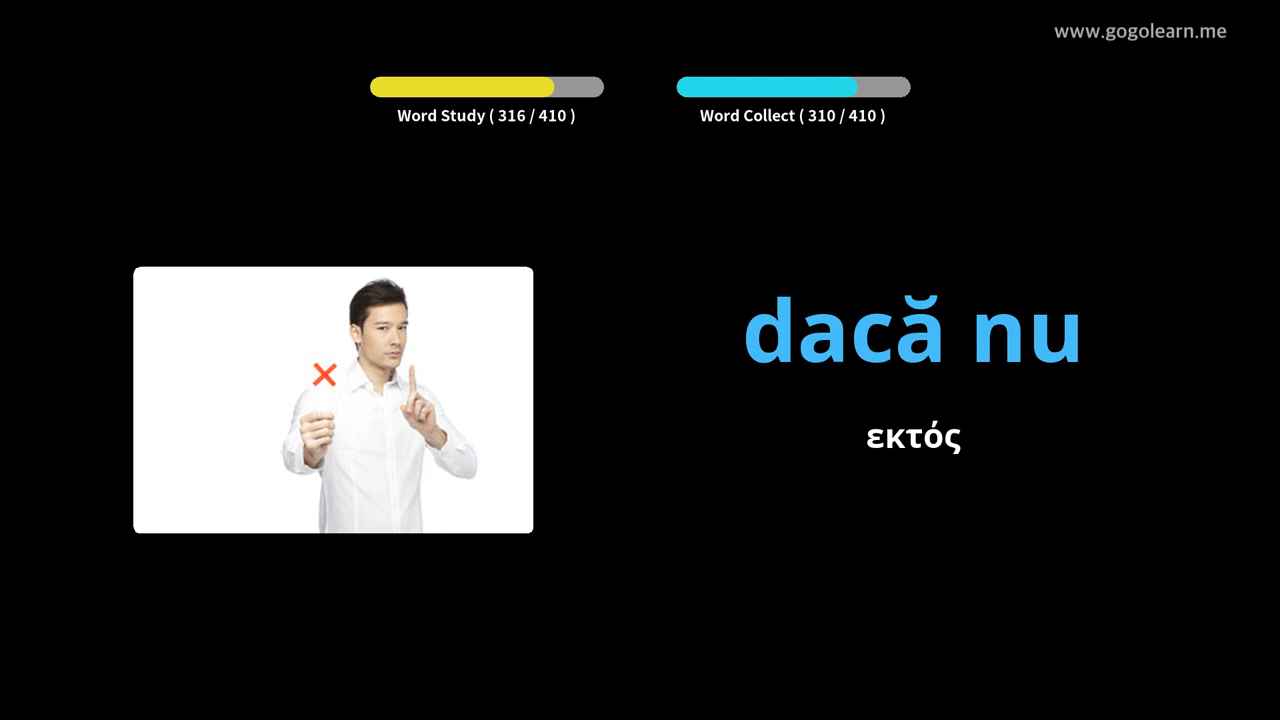 www.gogolearn.me
Word Study ( 316 / 410 )
Word Collect ( 310 / 410 )
dacă nu
εκτός